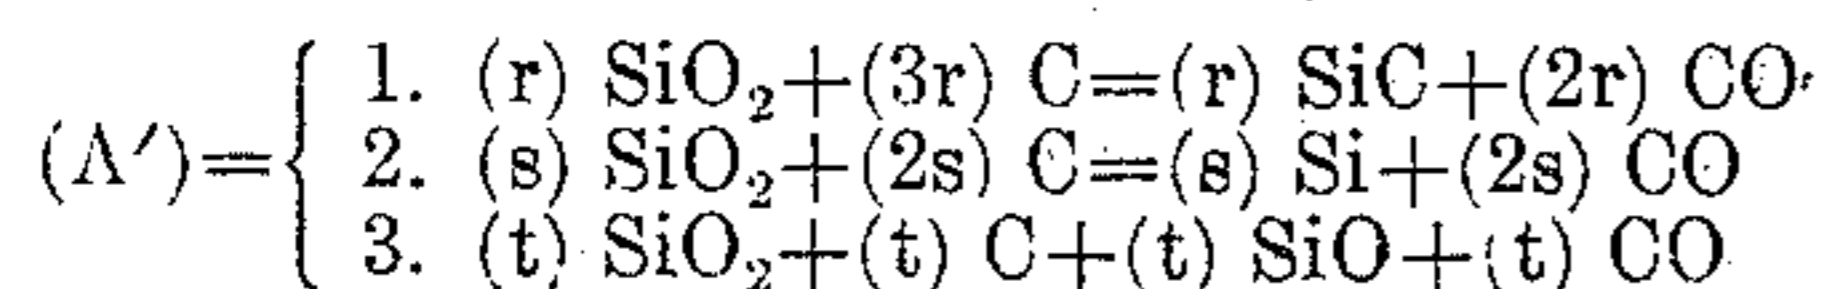 1. (r) SiO₂+(3r) C=(r) SiC+(2r) CO
(Λ′)={ 2. (s) SiO₂+(2s) C=(s) Si+(2s) CO
3. (t) SiO₂+(t) C+(t) SiO+(t) CO